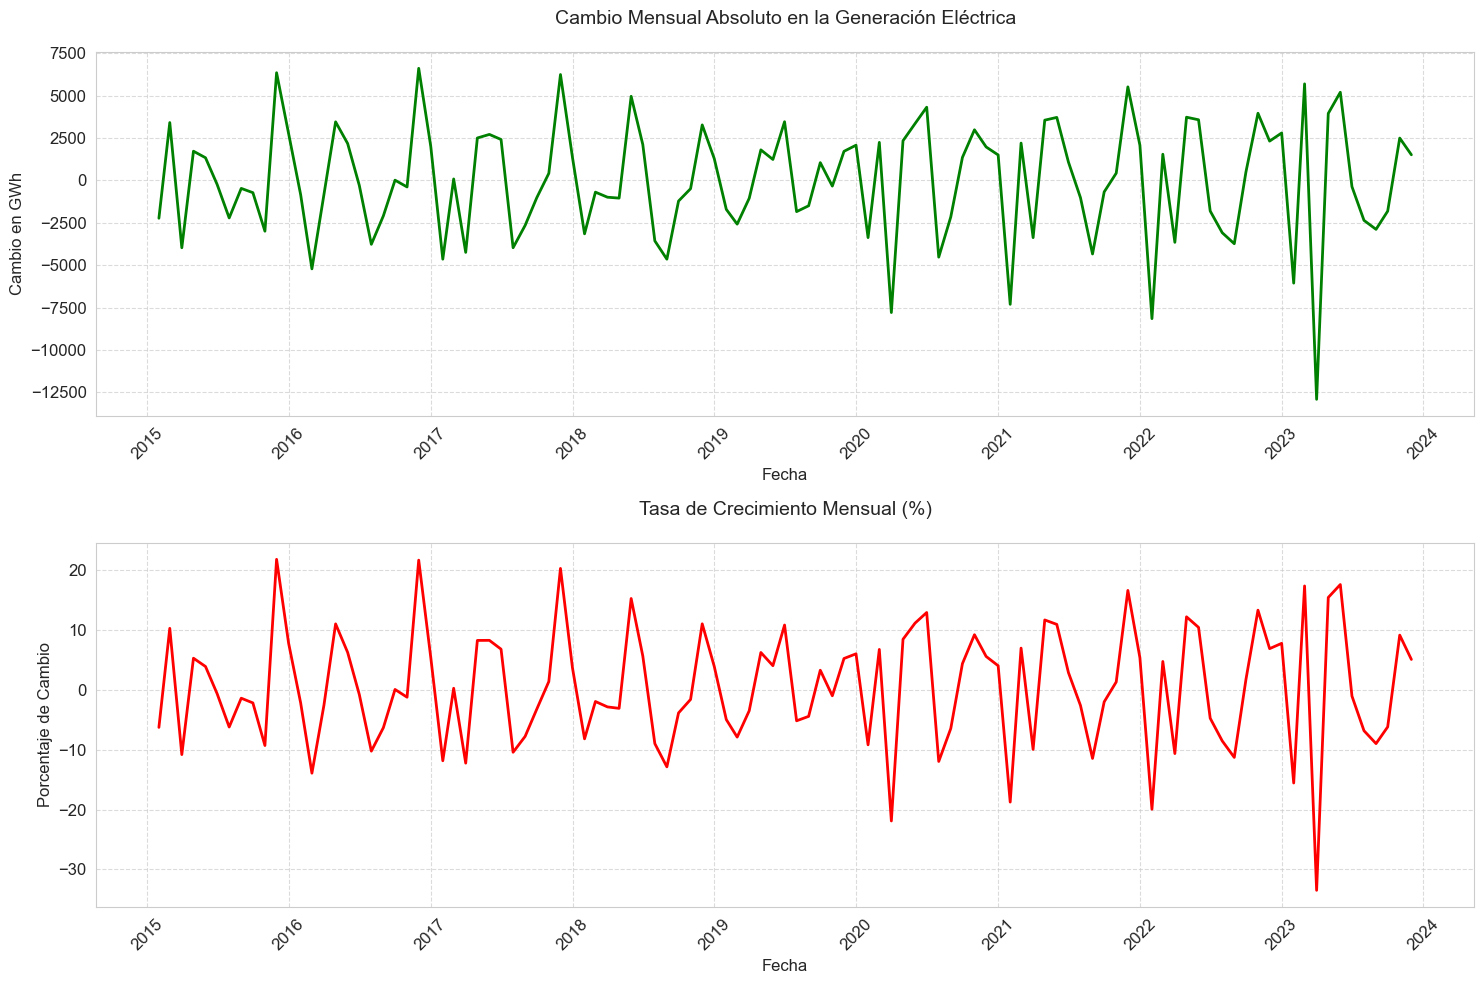 Cambio Mensual Absoluto en la Generación Eléctrica
7500
5000
2500
0
−2500
−5000
−7500
−10000
−12500
Cambio en GWh
2015 2016 2017 2018 2019 2020 2021 2022 2023 2024
Fecha
Tasa de Crecimiento Mensual (%)
20
10
0
−10
−20
−30
Porcentaje de Cambio
2015 2016 2017 2018 2019 2020 2021 2022 2023 2024
Fecha